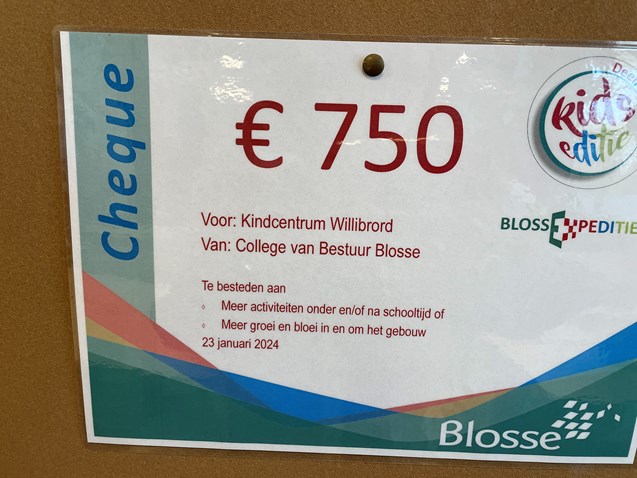 Cheque
€ 750
kids
editie
BLOSSEXPEDITIE
Voor: Kindcentrum Willibrord
Van: College van Bestuur Blosse
Te besteden aan
Meer activiteiten onder en/of na schooltijd of
Meer groei en bloei in en om het gebouw
23 januari 2024
Blosse